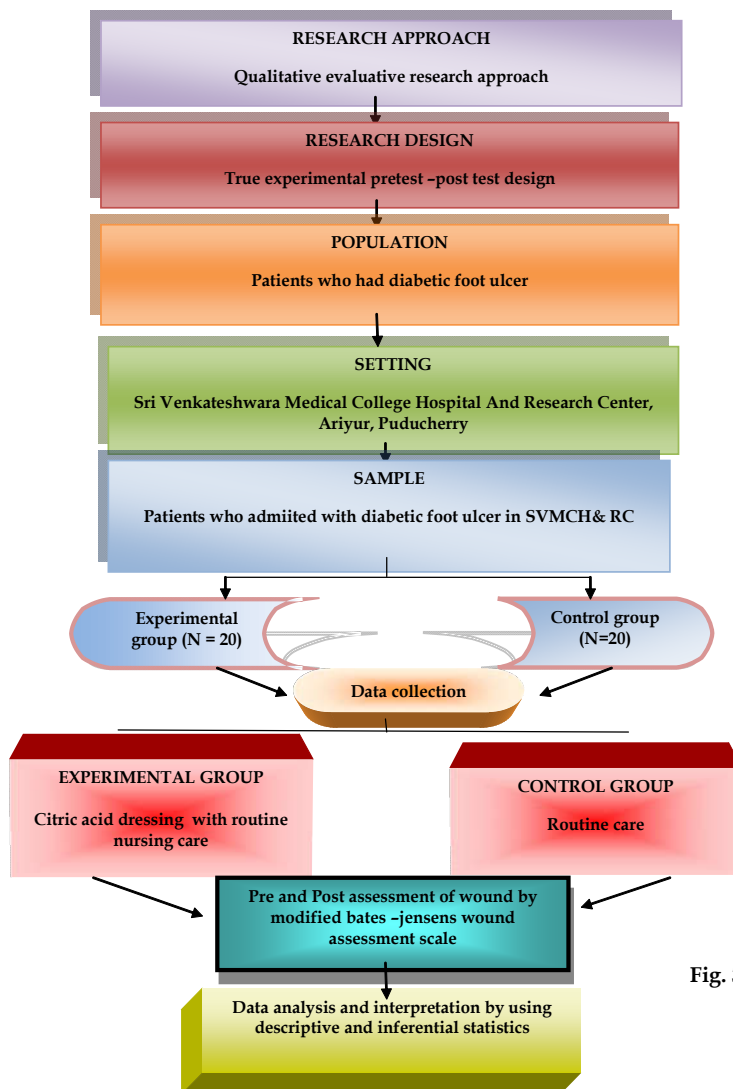 RESEARCH APPROACH
Qualitative evaluative research approach
RESEARCH DESIGN
True experimental pretest –post test design
POPULATION
Patients who had diabetic foot ulcer
SETTING
Sri Venkateshwara Medical College Hospital And Research Center,
Ariyur, Puducherry
SAMPLE
Patients who admiited with diabetic foot ulcer in SVMCH& RC
Experimental
group (N = 20)
Control group
(N=20)
Data collection
EXPERIMENTAL GROUP
Citric acid dressing with routine
nursing care
CONTROL GROUP
Routine care
Pre and Post assessment of wound by
modified bates –jensens wound
assessment scale
Fig.
Data analysis and interpretation by using
descriptive and inferential statistics